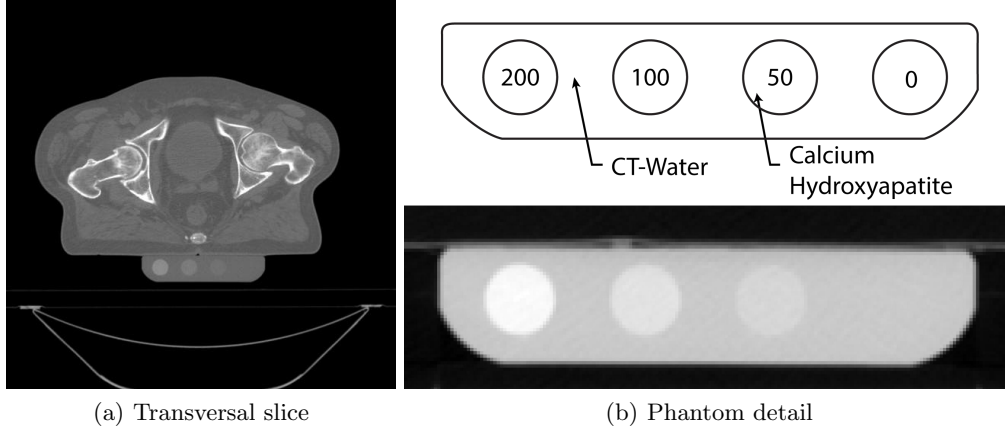 200 100 50 0
CT-Water
Calcium
Hydroxyapatite
(a) Transversal slice
(b) Phantom detail